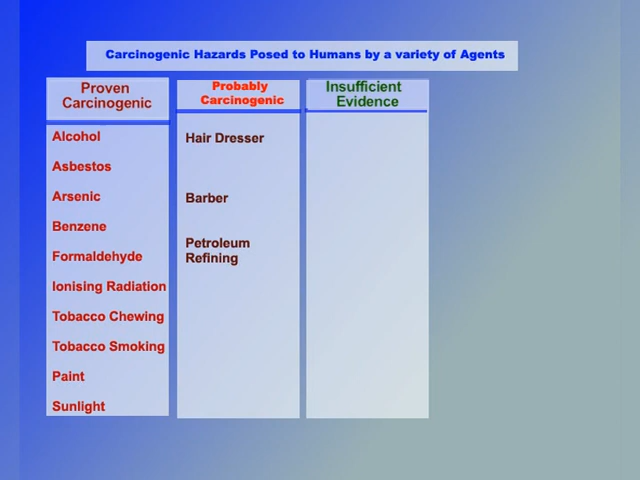 Carcinogenic Hazards Posed to Humans by a variety of Agents
Proven
Carcinogenic
Alcohol
Asbestos
Arsenic
Benzene
Formaldehyde
Ionising Radiation
Tobacco Chewing
Tobacco Smoking
Paint
Sunlight
Probably
Carcinogenic
Hair Dresser
Barber
Petroleum
Refining
Insufficient
Evidence